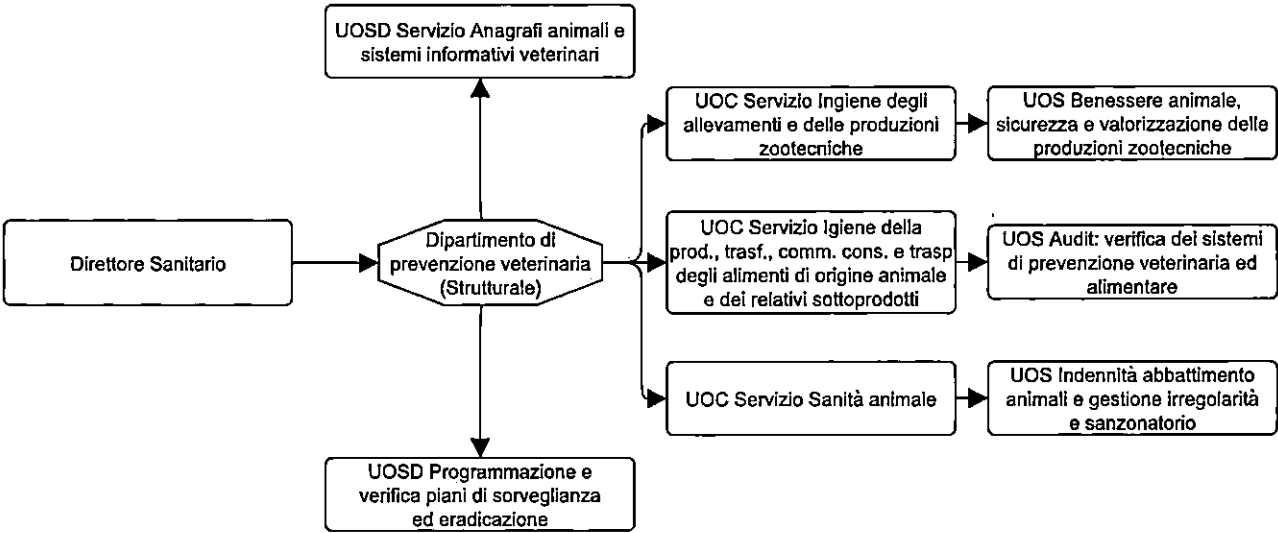 UOSD Servizio Anagrafi animali e
sistemi informativi veterinari
UOC Servizio Ingiene degli
allevamenti e delle produzioni
zootecniche
UOS Benessere animale,
sicurezza e valorizzazione delle
produzioni zootecniche
Direttore Sanitario
Dipartimento di
prevenzione veterinaria
(Strutturale)
UOC Servizio Igiene della
prod., trasf., comm. cons. e trasp
degli alimenti di origine animale
e dei relativi sottoprodotti
UOS Audit: verifica dei sistemi
di prevenzione veterinaria ed
alimentare
UOC Servizio Sanità animale
UOS Indennità abbattimento
animali e gestione irregolarità
e sanzonatorio
UOSD Programmazione e
verifica piani di sorveglianza
ed eradicazione